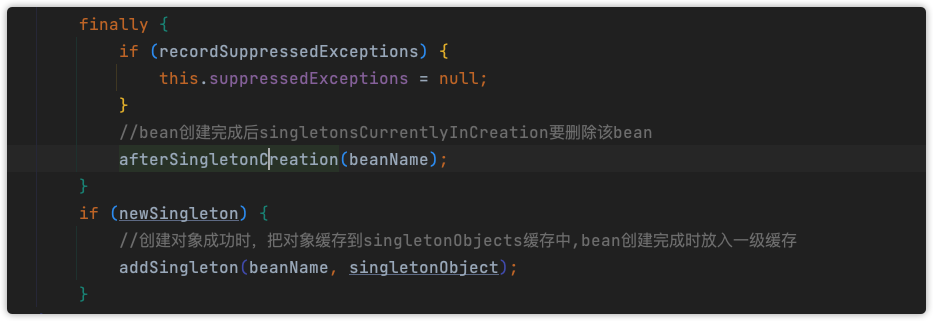 finally {
if (recordSuppressedExceptions) {
this.suppressedExceptions = null;
}
//bean创建完成后singletonsCurrentlyInCreation要删除该bean
afterSingletonCreation(beanName);
}
if (newSingleton) {
//创建对象成功时，把对象缓存到singletonObjects缓存中,bean创建完成时放入一级缓存
addSingleton(beanName, singletonObject);
}